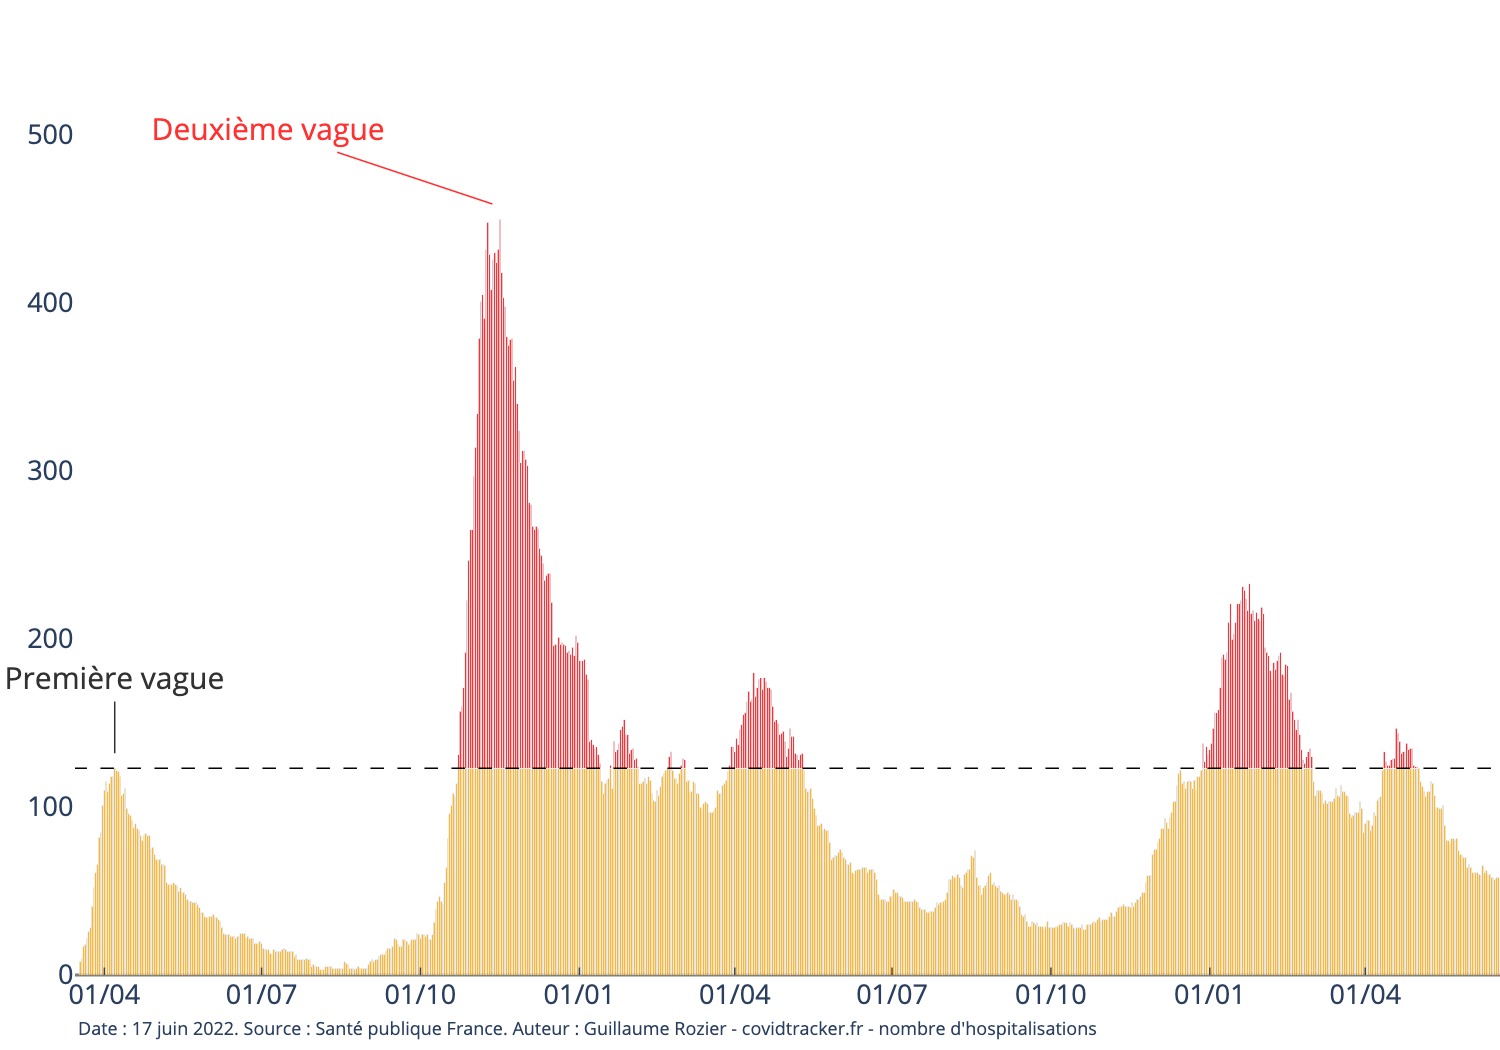 500
Deuxième vague
400
300
200
Première vague
100
0
01/04 01/07 01/10 01/01 01/04 01/07 01/10 01/01 01/04
Date : 17 juin 2022. Source : Santé publique France. Auteur : Guillaume Rozier - covidtracker.fr - nombre d'hospitalisations